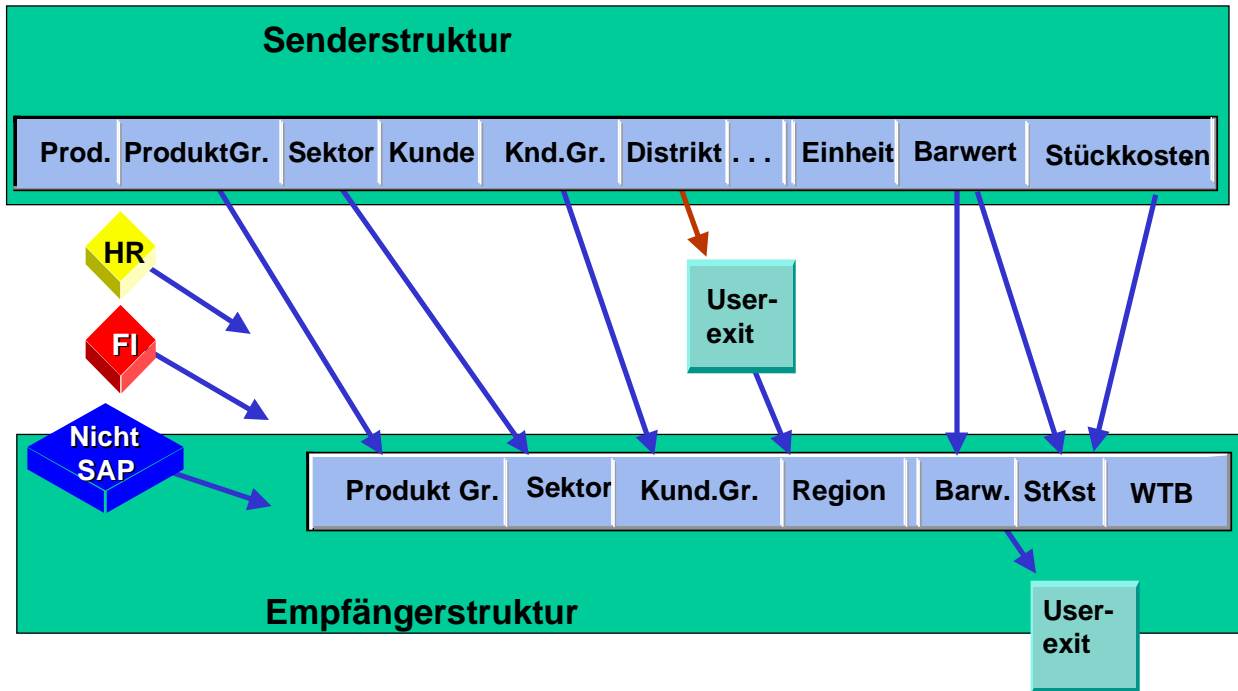 Senderstruktur
Prod. ProduktGr. Sektor Kunde Knd.Gr. Distrikt . . . Einheit Barwert Stückkosten
HR
User-
exit
FI
Nicht
SAP
Produkt Gr. Sektor Kund.Gr. Region Barw. StKst WTB
Empfängerstruktur
User-
exit